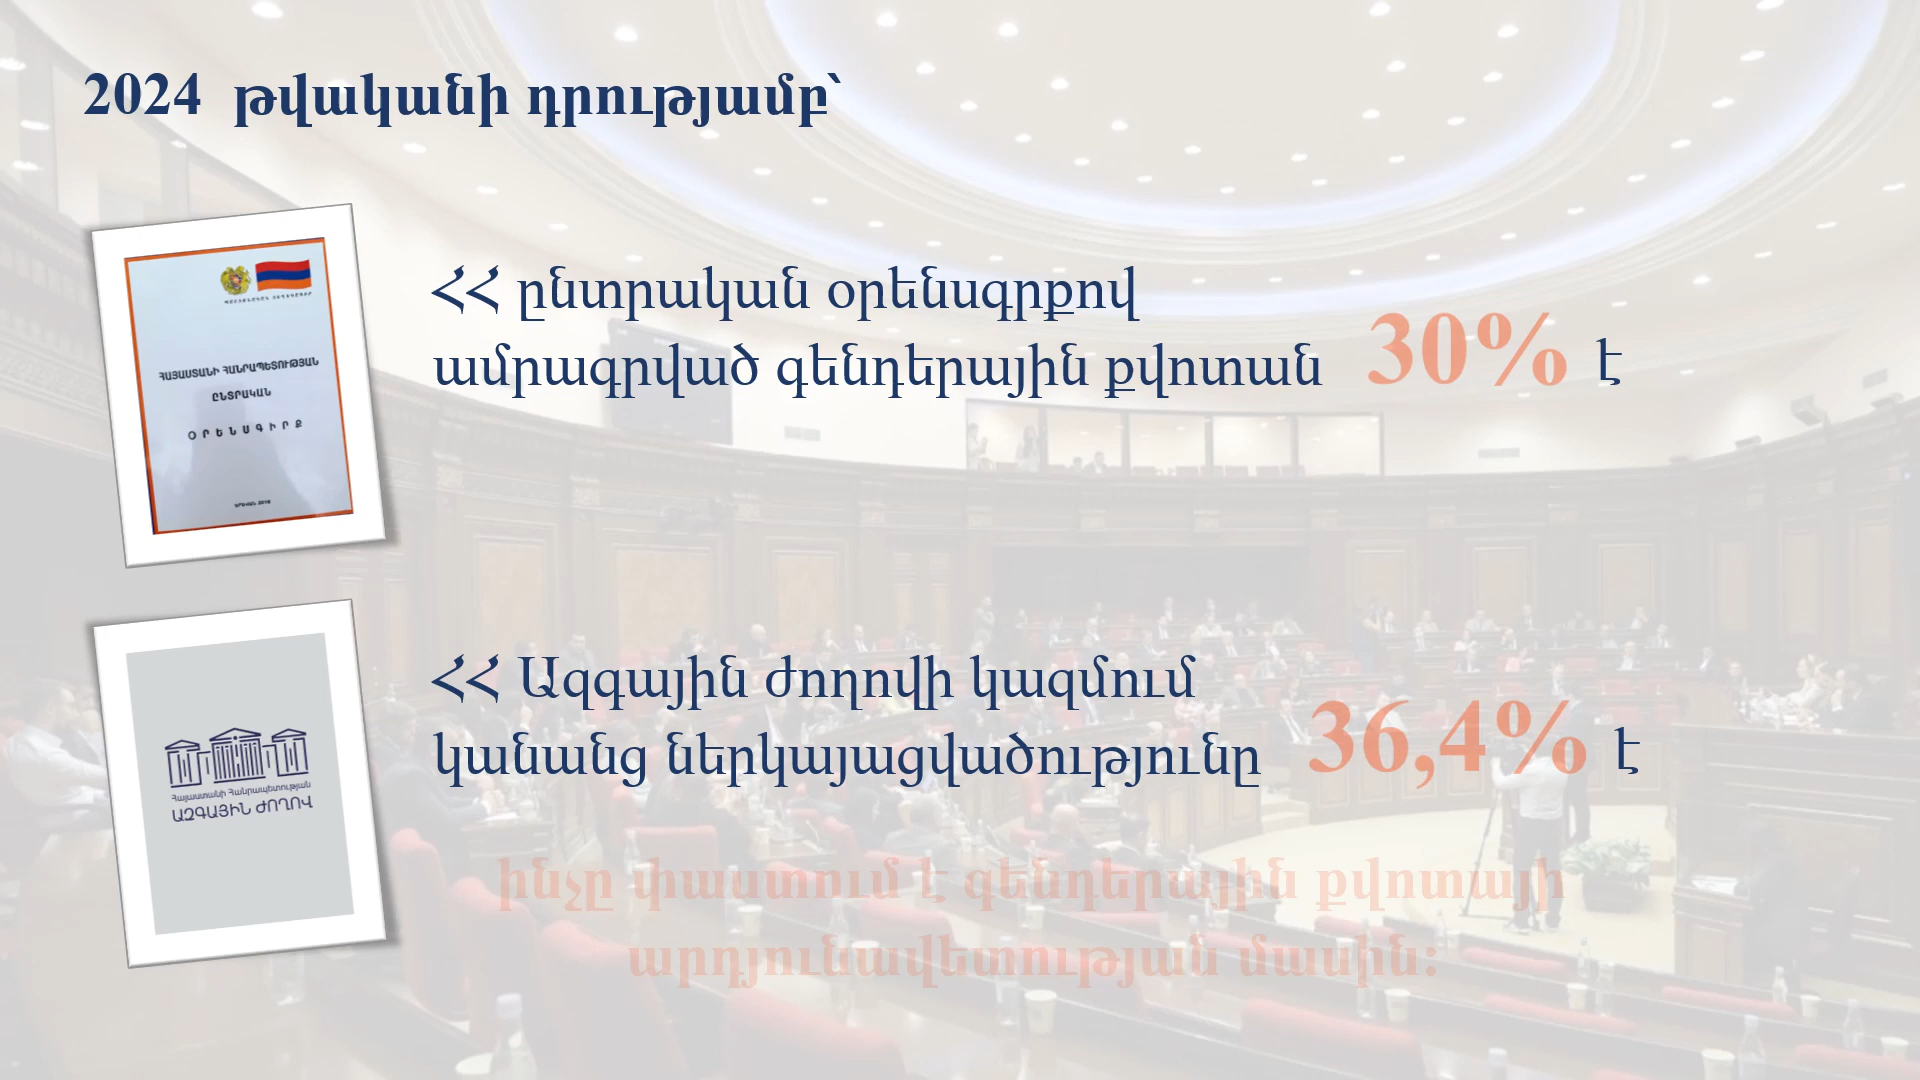 2024 թվականի դրությամբ՝
ՀԱՅԱՍՏԱՆԻ ՀԱՆՐԱՊԵՏՈՒԹՅԱՆ
ԸՆՏՐԱԿԱՆ
ՕՐԵՆՍԳԻՐՔ
ՀՀ ընտրական օրենսգրքով
ամրագրված գենդերային քվոտան 30% է
Հայաստանի Հանրապետության
ԱԶԳԱՅԻՆ ԺՈՂՈՎ
ՀՀ Ազգային ժողովի կազմում
կանանց ներկայացվածությունը 36,4% է
ինչը փաստում է գենդերային քվոտայի
արդյունավետության մասին: